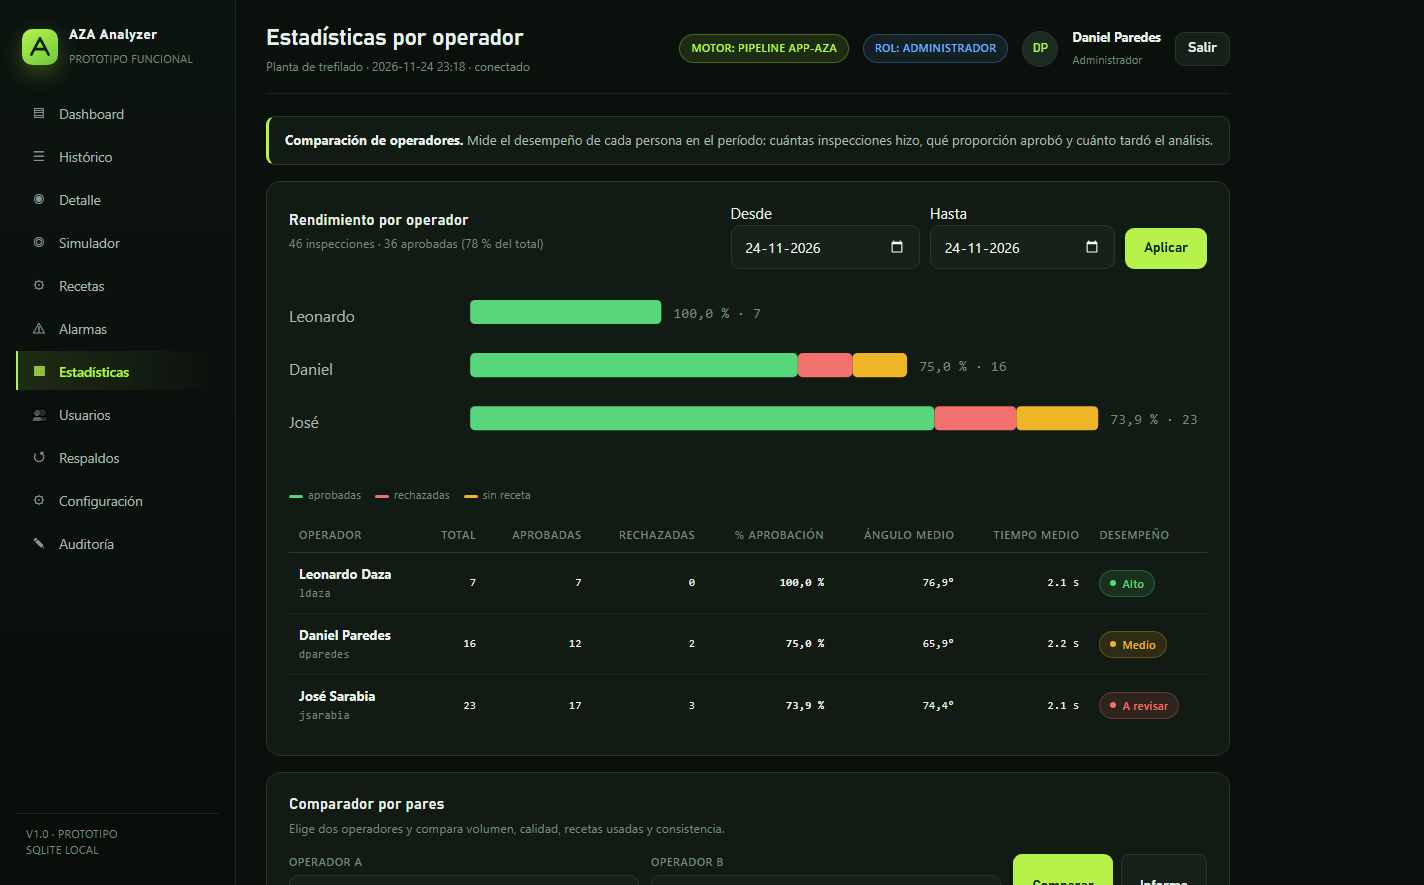 AZA Analyzer
PROTOTIPO FUNCIONAL
Dashboard
Histórico
Detalle
Simulador
Recetas
Alarmas
Estadísticas
Usuarios
Respaldos
Configuración
Auditoría
V1.0 · PROTOTIPO
SQLITE LOCAL
Estadísticas por operador
Planta de trefilado · 2026-11-24 23:18 · conectado
MOTOR: PIPELINE APP-AZA
ROL: ADMINISTRADOR
DP
Daniel Paredes
Administrador
Salir
Comparación de operadores. Mide el desempeño de cada persona en el período: cuántas inspecciones hizo, qué proporción aprobó y cuánto tardó el análisis.
Rendimiento por operador
46 inspecciones · 36 aprobadas (78 % del total)
Desde
24-11-2026
Hasta
24-11-2026
Aplicar
Leonardo 100,0 % · 7
Daniel 75,0 % · 16
José 73,9 % · 23
aprobadas rechazadas sin receta
OPERADOR TOTAL APROBADAS RECHAZADAS % APROBACIÓN ÁNGULO MEDIO TIEMPO MEDIO DESEMPEÑO
Leonardo Daza 7 7 0 100,0 % 76,9° 2.1 s Alto
ldaza
Daniel Paredes 16 12 2 75,0 % 65,9° 2.2 s Medio
dparedes
José Sarabia 23 17 3 73,9 % 74,4° 2.1 s A revisar
jsarabia
Comparador por pares
Elige dos operadores y compara volumen, calidad, recetas usadas y consistencia.
OPERADOR A OPERADOR B
Comparar Informe